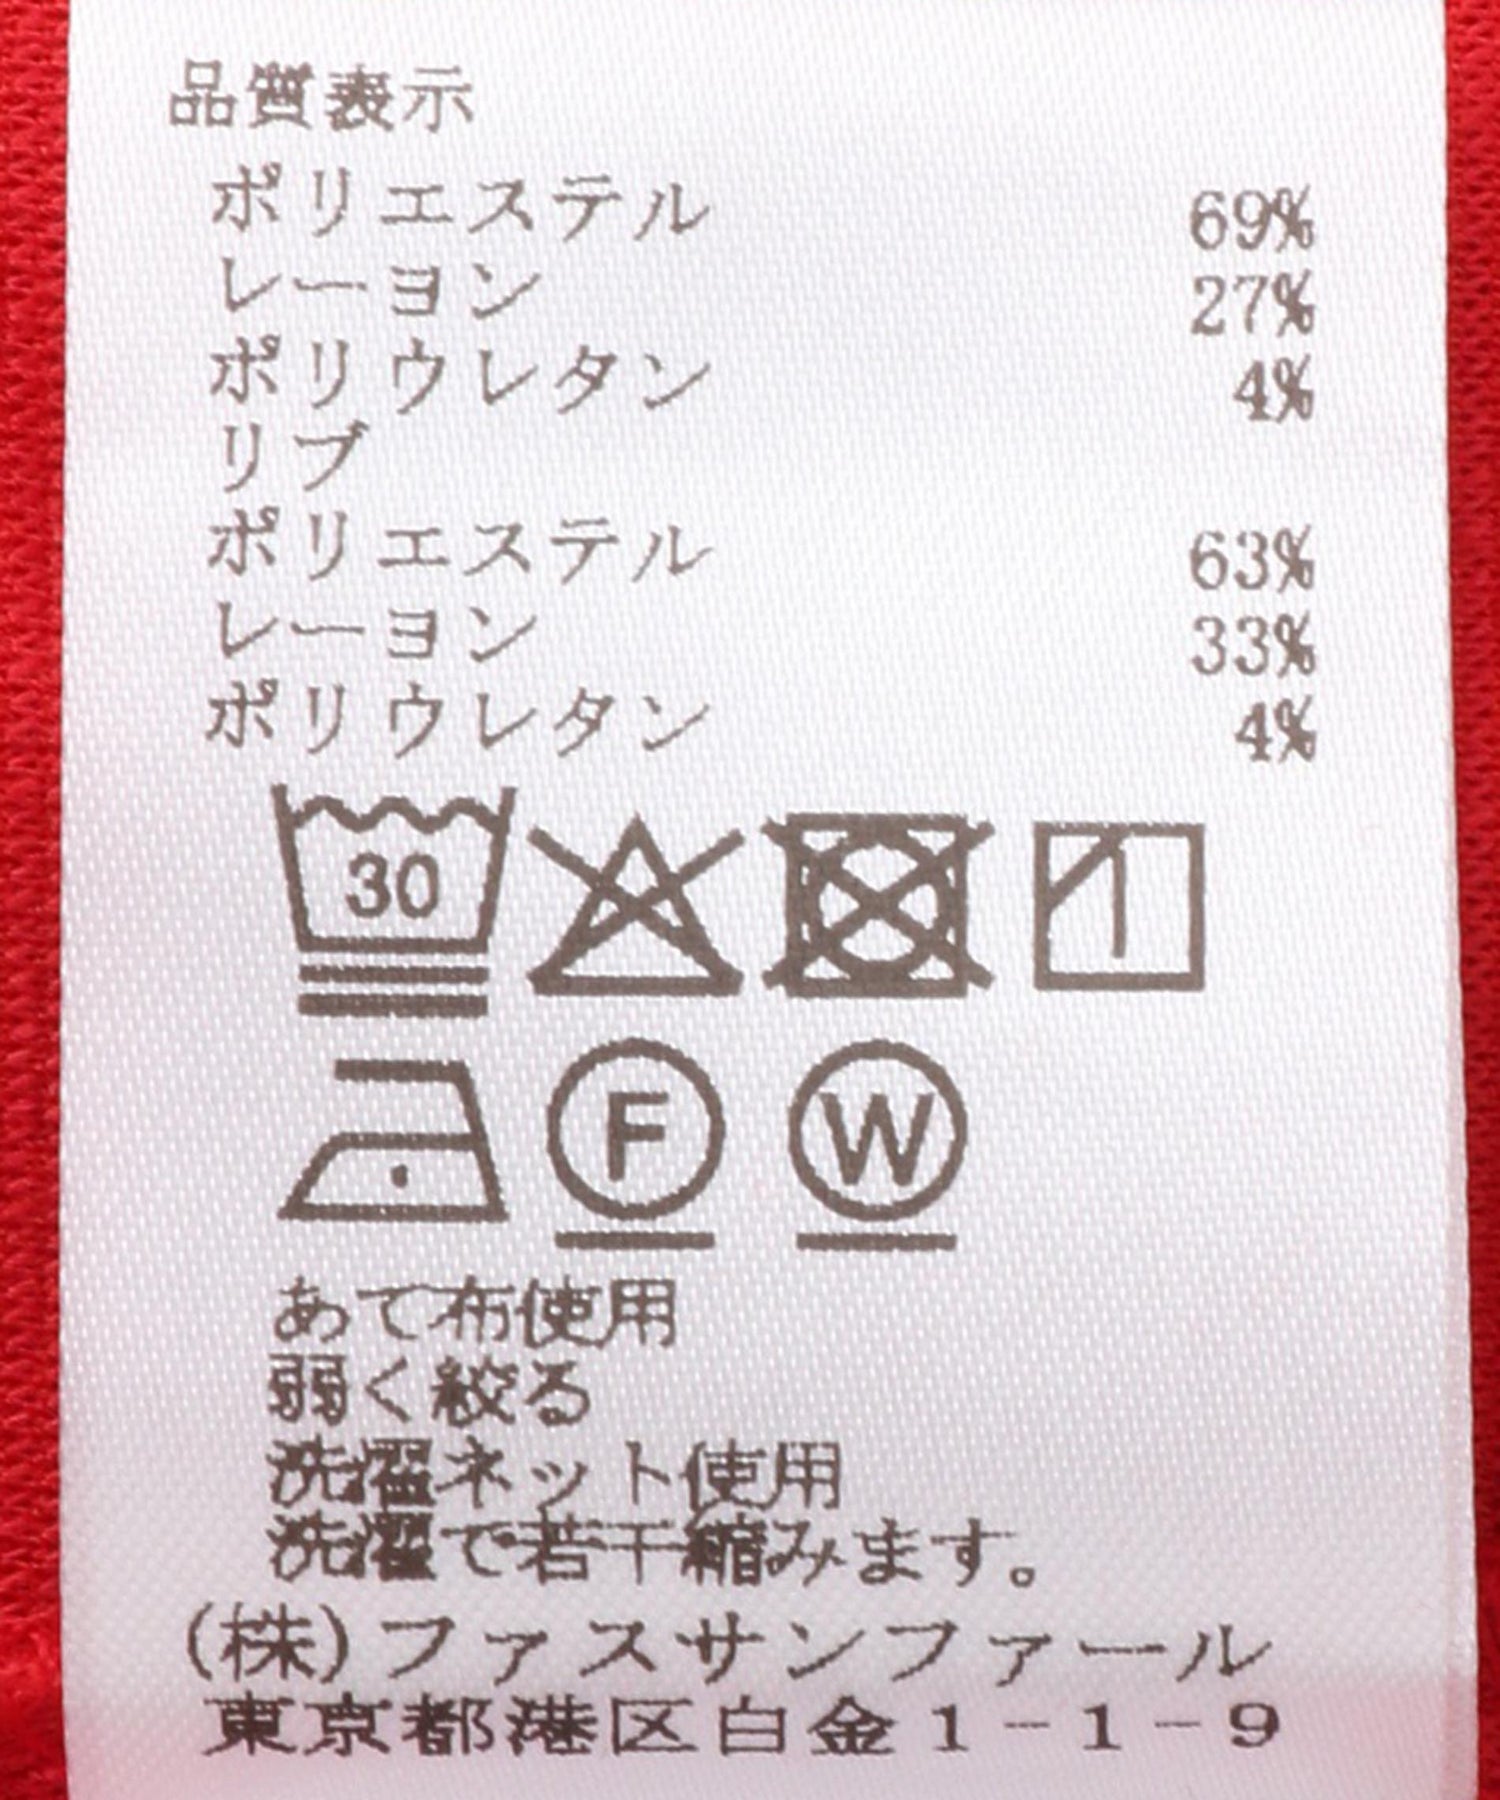 品質表示
ポリエステル 69%
レーヨン 27%
ポリウレタン 4%
リブ
ポリエステル 63%
レーヨン 33%
ポリウレタン 4%
30
F W
あて布使用
弱く絞る
洗濯ネット使用
洗濯で若干縮みます。
(株)ファスサンファール
東京都港区白金1-1-9